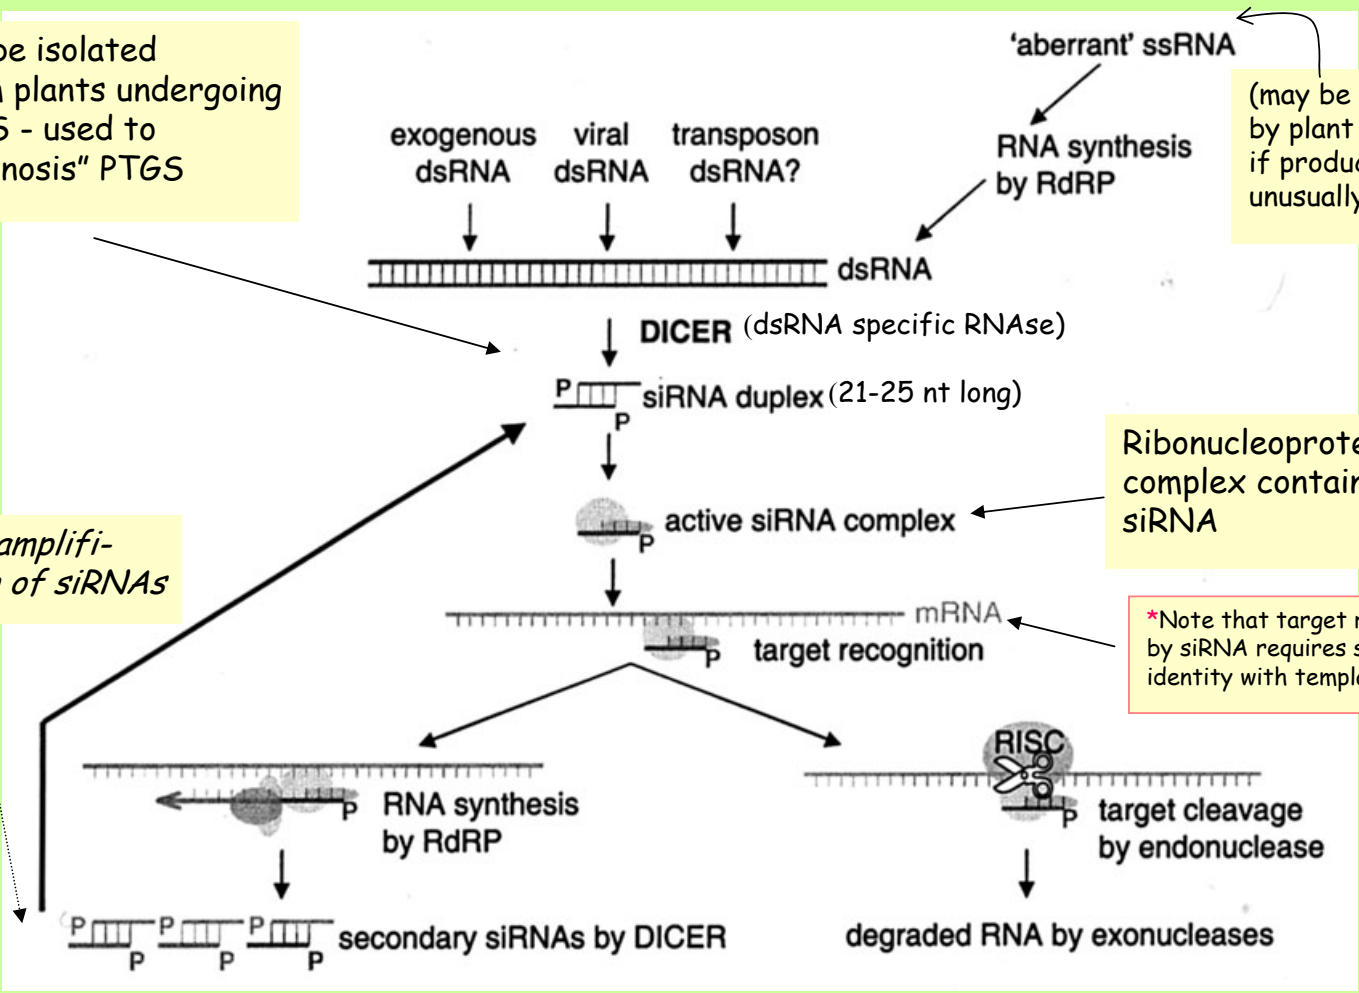 be isolated
plants undergoing
S - used to
nosis" PTGS
'aberrant' ssRNA
(may be
by plant
if produc
unusually
RNA synthesis
by RdRP
exogenous
dsRNA
viral
dsRNA
transposon
dsRNA?
dsRNA
DICER (dsRNA specific RNAse)
P
siRNA duplex (21-25 nt long)
P
Ribonucleoprote
complex contain
siRNA
active siRNA complex
P
amplifi-
of siRNAs
mRNA
target recognition
P
*Note that target
by siRNA requires s
identity with templ
RISC
P
RNA synthesis
by RdRP
P
target cleavage
by endonuclease
P P P
secondary siRNAs by DICER
P P P
degraded RNA by exonucleases